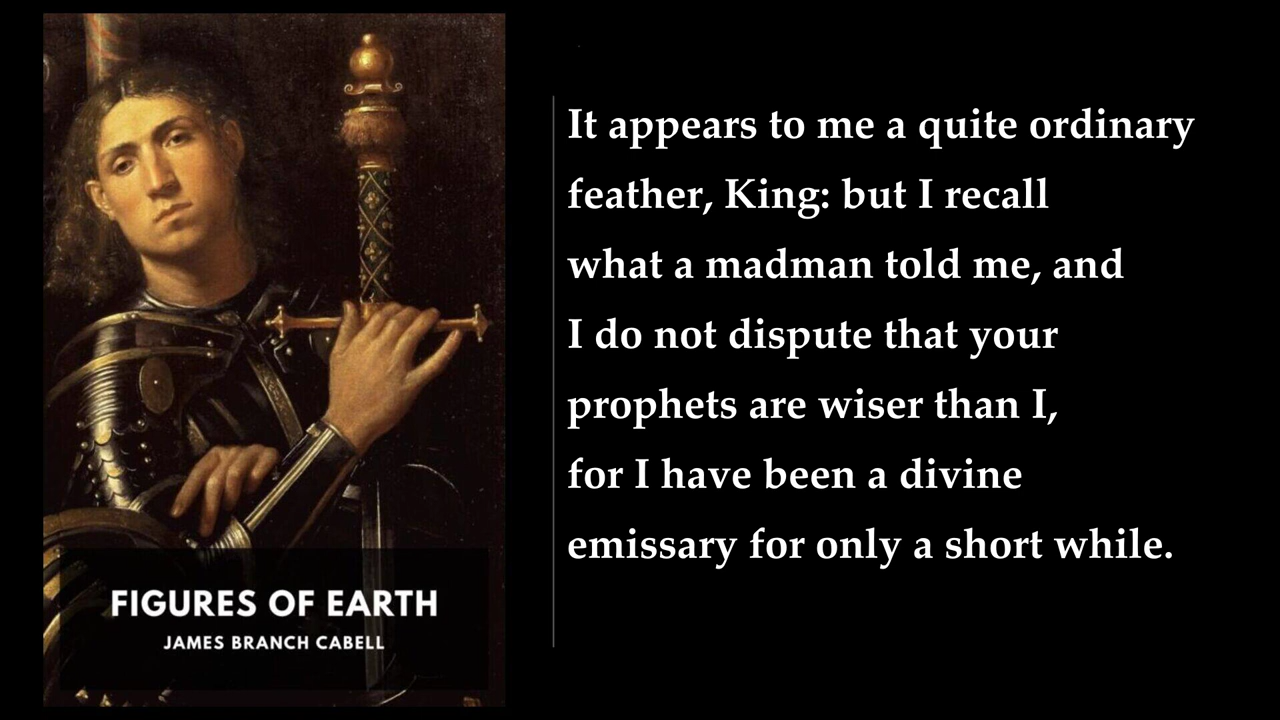 It appears to me a quite ordinary
feather, King: but I recall
what a madman told me, and
I do not dispute that your
prophets are wiser than I,
for I have been a divine
emissary for only a short while.
FIGURES OF EARTH
JAMES BRANCH CABELL